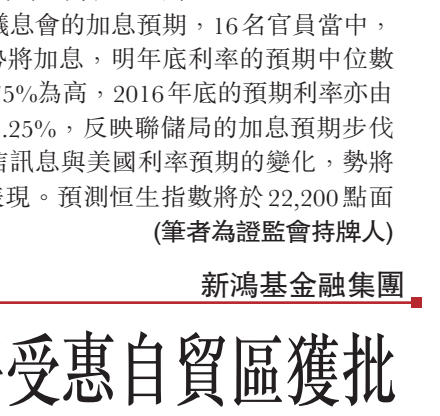 議息會的加息預期，16名官員當中，
勢將加息，明年底利率的預期中位數
5%為高，2016年底的預期利率亦由
.25%，反映聯儲局的加息預期步伐
信訊息與美國利率預期的變化，勢將
表現。預測恒生指數將於22,200點面
(筆者為證監會持牌人)
新鴻基金融集團
受惠自貿區獲批